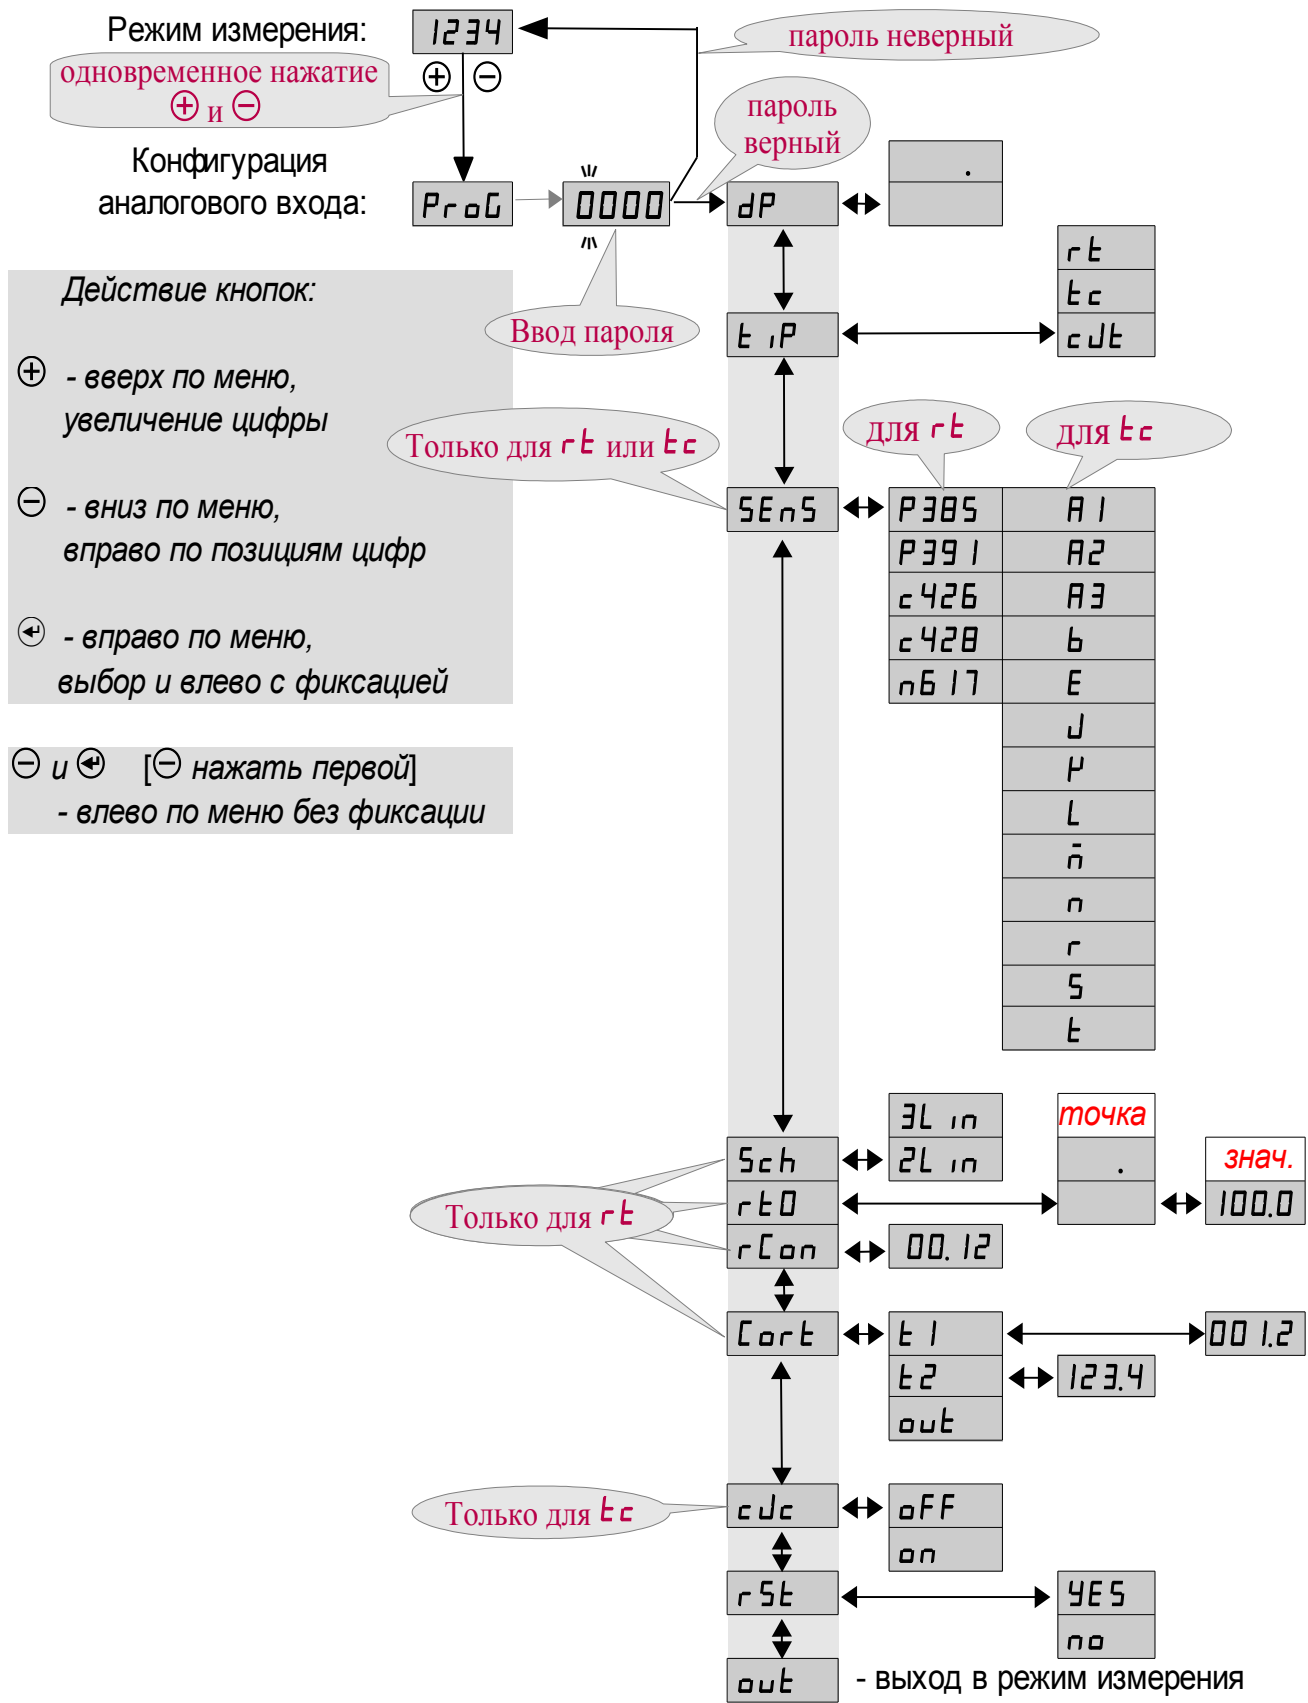 Режим измерения:
1234
пароль неверный
одновременное нажатие
⊕ и ⊖
⊕ ⊖
пароль
верный
Конфигурация
аналогового входа:
ProG
0000
dP
.
Ввод пароля
tiP
rt
tc
cJt
Действие кнопок:
⊕ - вверх по меню,
увеличение цифры
⊖ - вниз по меню,
вправо по позициям цифр
↵ - вправо по меню,
выбор и влево с фиксацией
⊖ и ↵ [⊖ нажать первой]
- влево по меню без фиксации
Только для rt или tc
для rt
для tc
SEnS
P385
P391
c426
c428
n617
A1
A2
A3
b
E
J
K
L
n̄
n
r
S
t
Sch
3Lin
2Lin
точка
.
знач.
100.0
Только для rt
rt0
rCon
00.12
Cort
t1
001.2
t2
123.4
out
Только для tc
cJc
oFF
on
rSt
YES
no
out
- выход в режим измерения